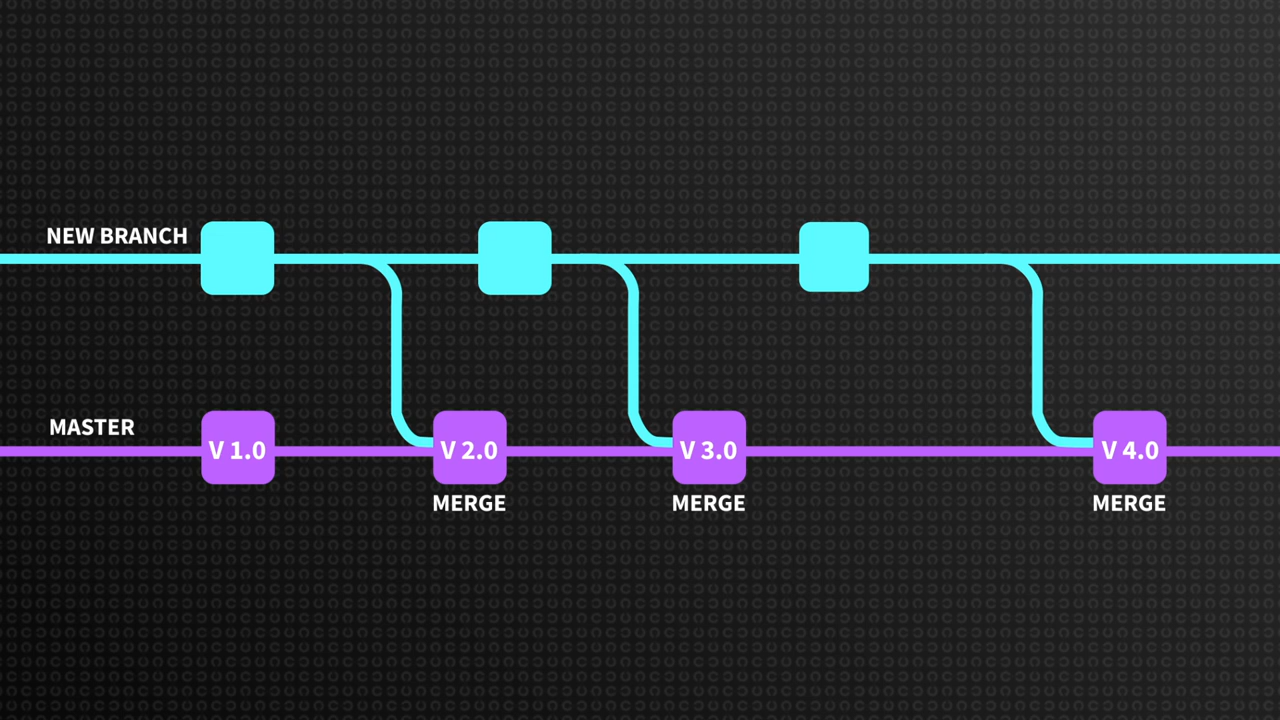 NEW BRANCH
MASTER
V 1.0
V 2.0
V 3.0
V 4.0
MERGE
MERGE
MERGE